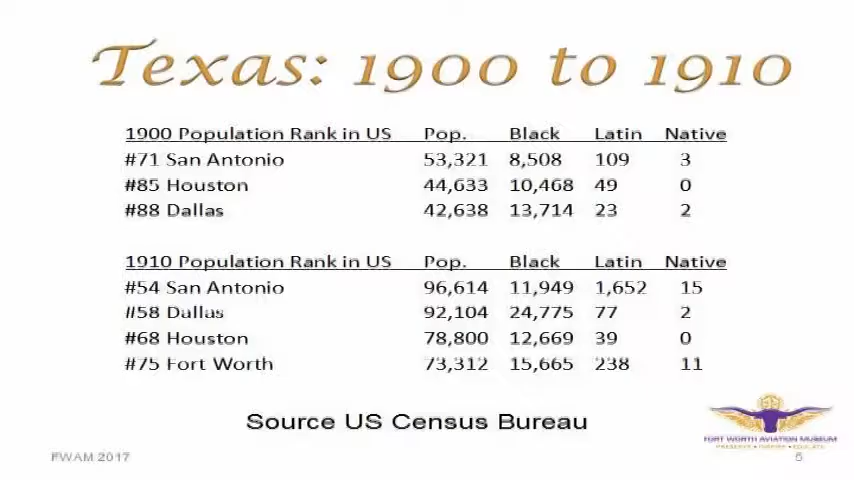 Texas: 1900 to 1910
1900 Population Rank in US Pop. Black Latin Native
#71 San Antonio 53,321 8,508 109 3
#85 Houston 44,633 10,468 49 0
#88 Dallas 42,638 13,714 23 2
1910 Population Rank in US Pop. Black Latin Native
#54 San Antonio 96,614 11,949 1,652 15
#58 Dallas 92,104 24,775 77 2
#68 Houston 78,800 12,669 39 0
#75 Fort Worth 73,312 15,665 238 11
Source US Census Bureau
FORT WORTH AVIATION MUSEUM
PRESERVE • INSPIRE • EDUCATE
FWAM 2017 5